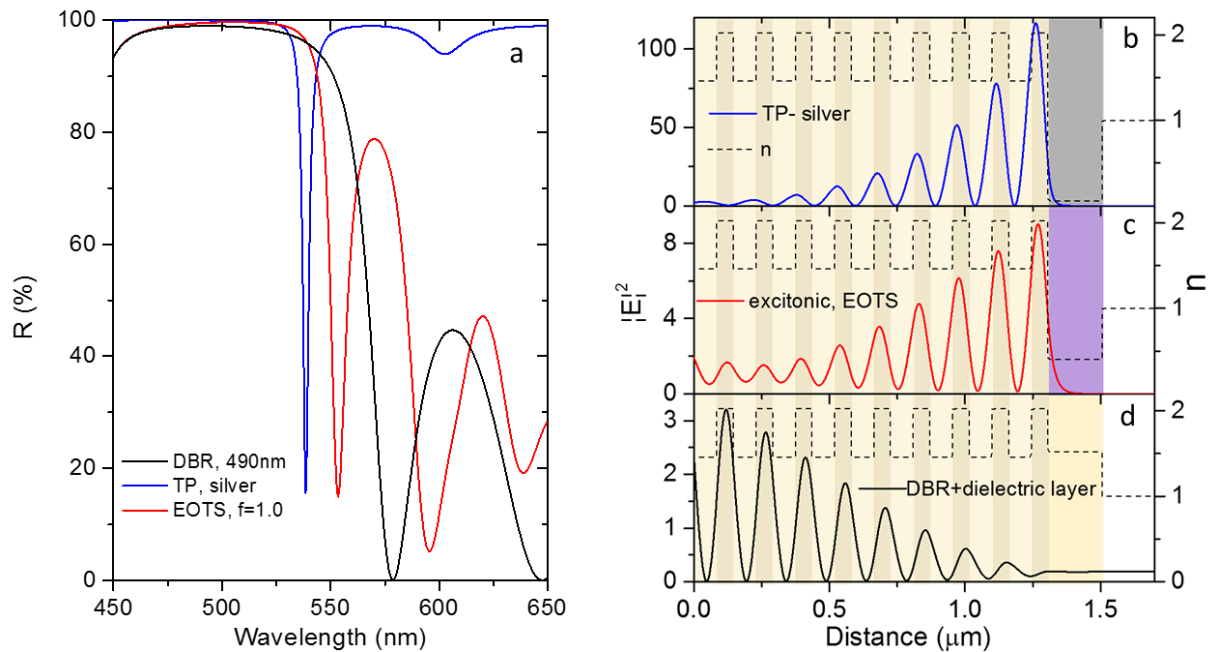 a
100
80
60
40
20
0
R (%)
DBR, 490nm
TP, silver
EOTS, f=1.0
450 500 550 600 650
Wavelength (nm)
b
100
50
0
2
1
TP- silver
n
c
8
4
0
2
1
excitonic, EOTS
|E|²
n
d
3
2
1
0
2
1
0
DBR+dielectric layer
0.0 0.5 1.0 1.5
Distance (μm)